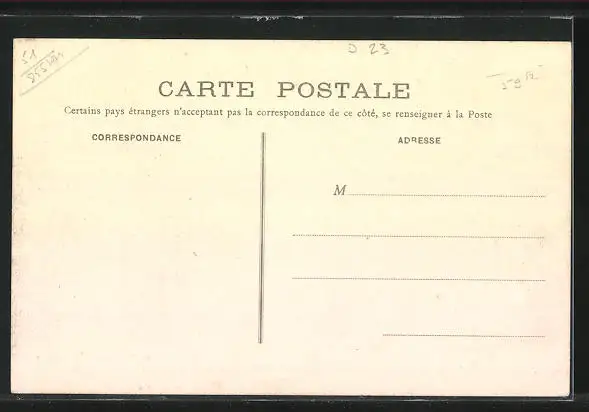 51
D 23
CARTE POSTALE
Certains pays étrangers n'acceptant pas la correspondance de ce côté, se renseigner à la Poste
CORRESPONDANCE
ADRESSE
M